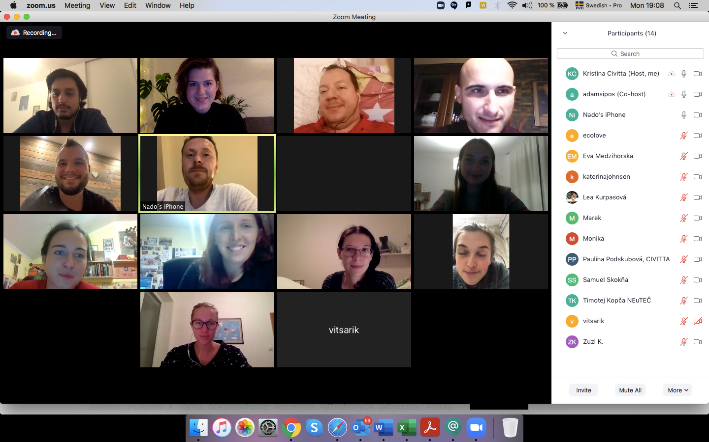 zoom.us Meeting View Edit Window Help
100 % Swedish - Pro Mon 19:08
Zoom Meeting
Recording...
Nado's iPhone
vitsarik
Participants (14)
Search
KC Kristina Civitta (Host, me)
a adamsipos (Co-host)
NI Nado's iPhone
e ecolove
EM Eva Medzihorska
k katerinajohnson
Lea Kurpasová
M Marek
M Monika
PP Paulína Podskubová, CIVITTA
SS Samuel Skokňa
TK Timotej Kopča NEuTEČ
v vitsarik
ZK Zuzi K.
Invite Mute All More